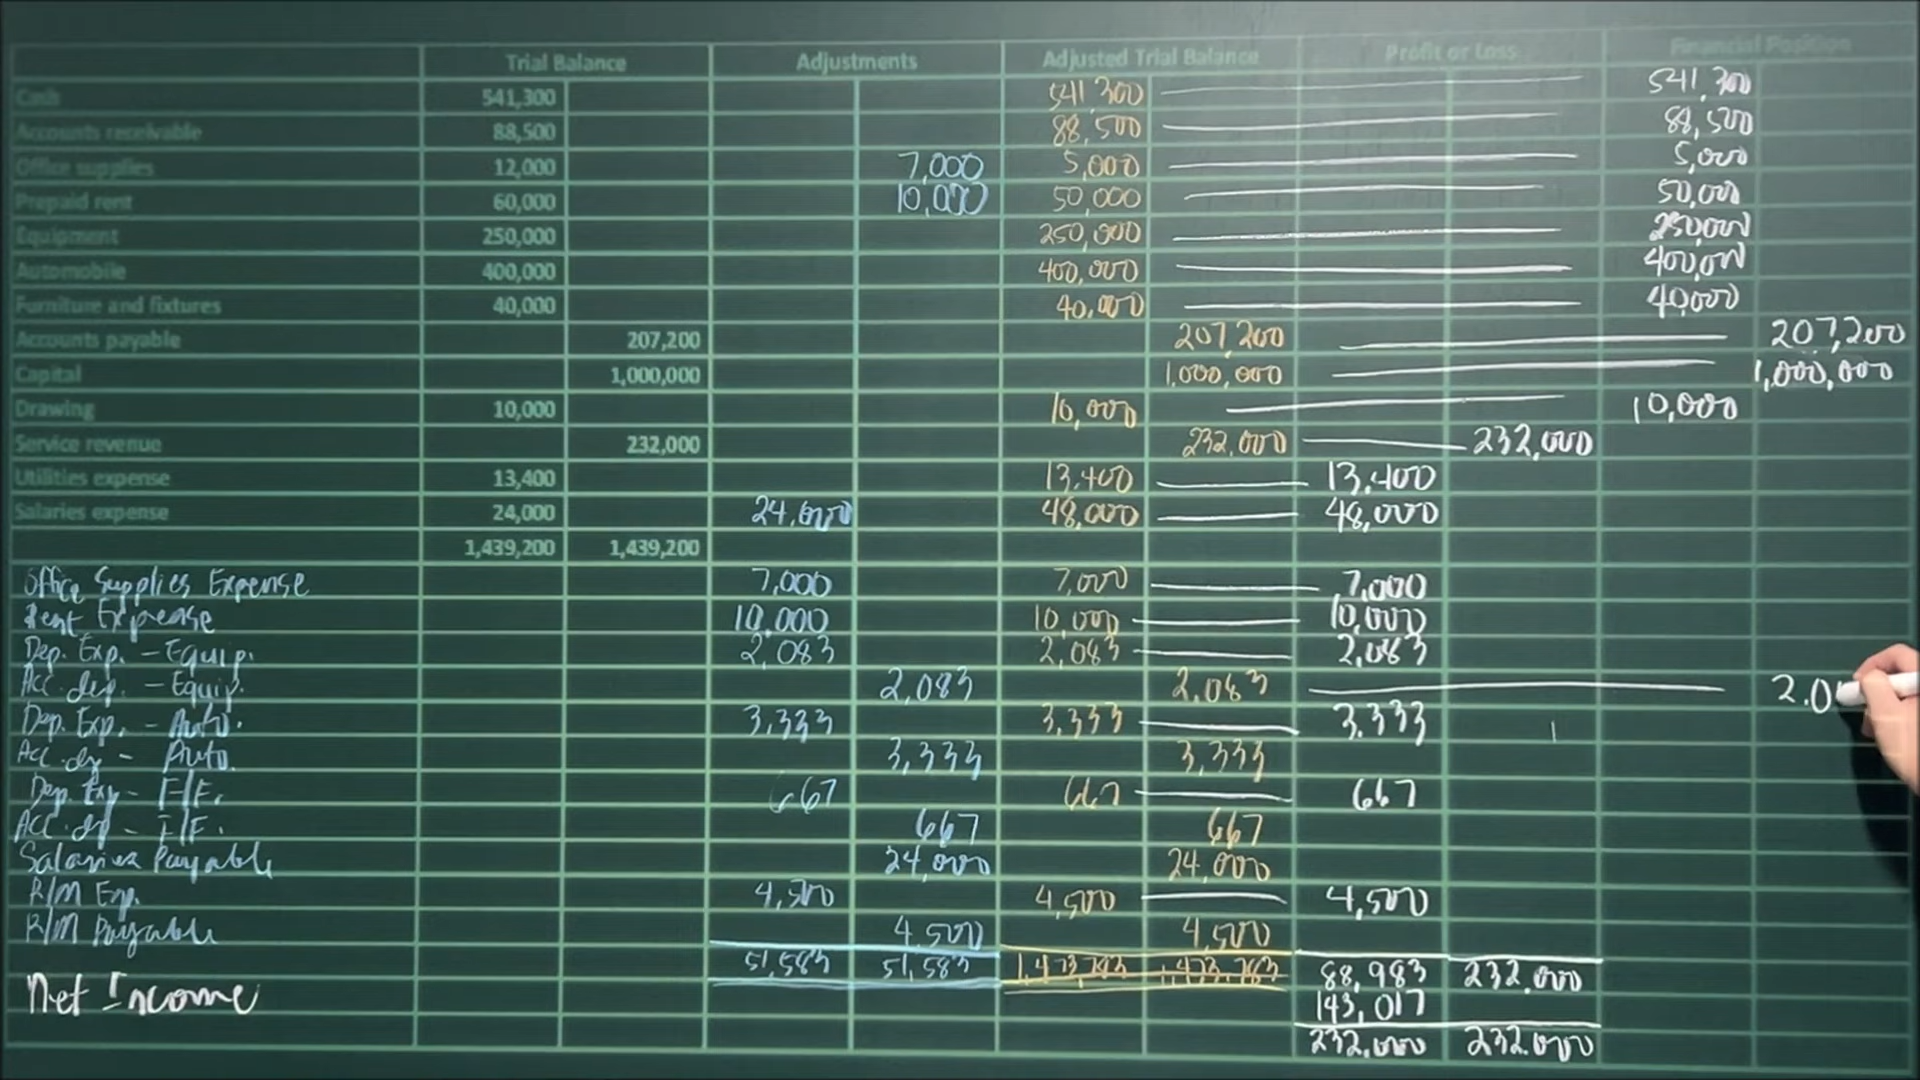 Trial Balance Adjustments Adjusted Trial Balance Profit or Loss Financial Position
Cash 541,300 541,300 541,300
Accounts receivable 88,500 88,500 88,500
Office supplies 12,000 7,000 5,000 5,000
Prepaid rent 60,000 10,000 50,000 50,000
Equipment 250,000 250,000 250,000
Automobile 400,000 400,000 400,000
Furniture and fixtures 40,000 40,000 40,000
Accounts payable 207,200 207,200 207,200
Capital 1,000,000 1,000,000 1,000,000
Drawing 10,000 10,000 10,000
Service revenue 232,000 232,000 232,000
Utilities expense 13,400 13,400 13,400
Salaries expense 24,000 24,000 48,000 48,000
1,439,200 1,439,200
Office Supplies Expense 7,000 7,000 7,000
Rent Expense 10,000 10,000 10,000
Dep. Exp. - Equip. 2,083 2,083 2,083
Acc. dep. - Equip. 2,083 2,083 2.0
Dep. Exp. - Auto. 3,333 3,333 3,333
Acc. dep - Auto. 3,333 3,333
Dep. Exp - F/F. 667 667 667
Acc. dep - F/F. 667 667
Salaries Payable 24,000 24,000
R/M Exp. 4,500 4,500 4,500
R/M Payable 4,500 4,500
51,583 51,583 1,473,783 1,473,783 88,983 232,000
Net Income 143,017
232,000 232,000